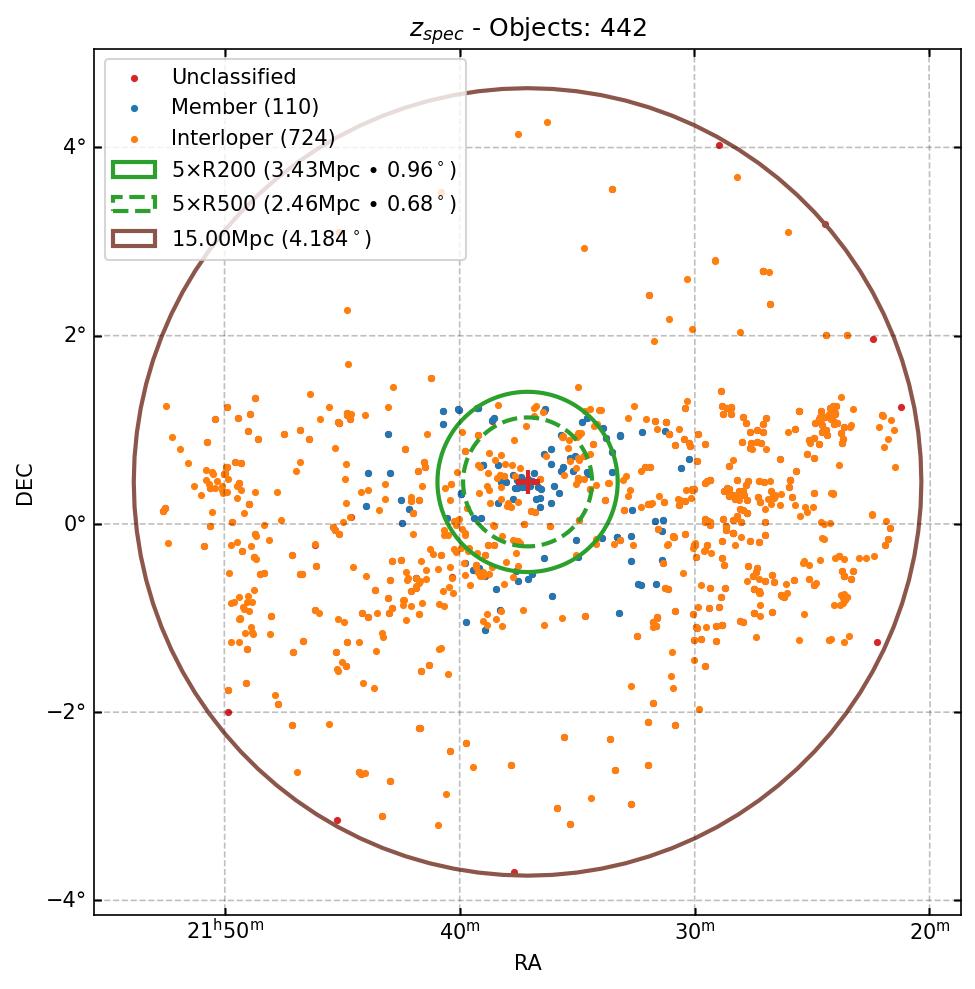 z_spec - Objects: 442
Unclassified
Member (110)
Interloper (724)
5×R200 (3.43Mpc • 0.96°)
5×R500 (2.46Mpc • 0.68°)
15.00Mpc (4.184°)
4°
2°
0°
−2°
−4°
DEC
21ʰ50ᵐ 40ᵐ 30ᵐ 20ᵐ
RA